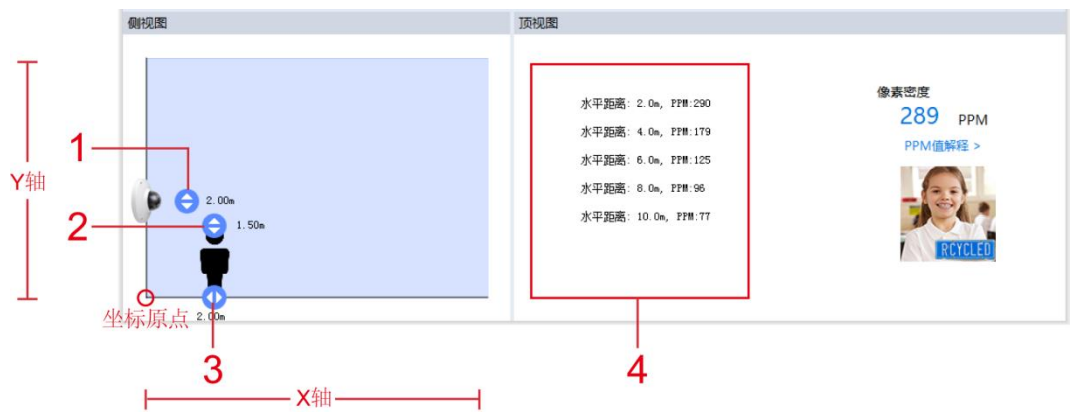 侧视图
顶视图
Y轴
1
2
2.00m
1.50m
坐标原点
2.00m
3
X轴
水平距离: 2.0m, PPM:290
水平距离: 4.0m, PPM:179
水平距离: 6.0m, PPM:125
水平距离: 8.0m, PPM:96
水平距离: 10.0m, PPM:77
4
像素密度
289 PPM
PPM值解释 >
RCYCLED